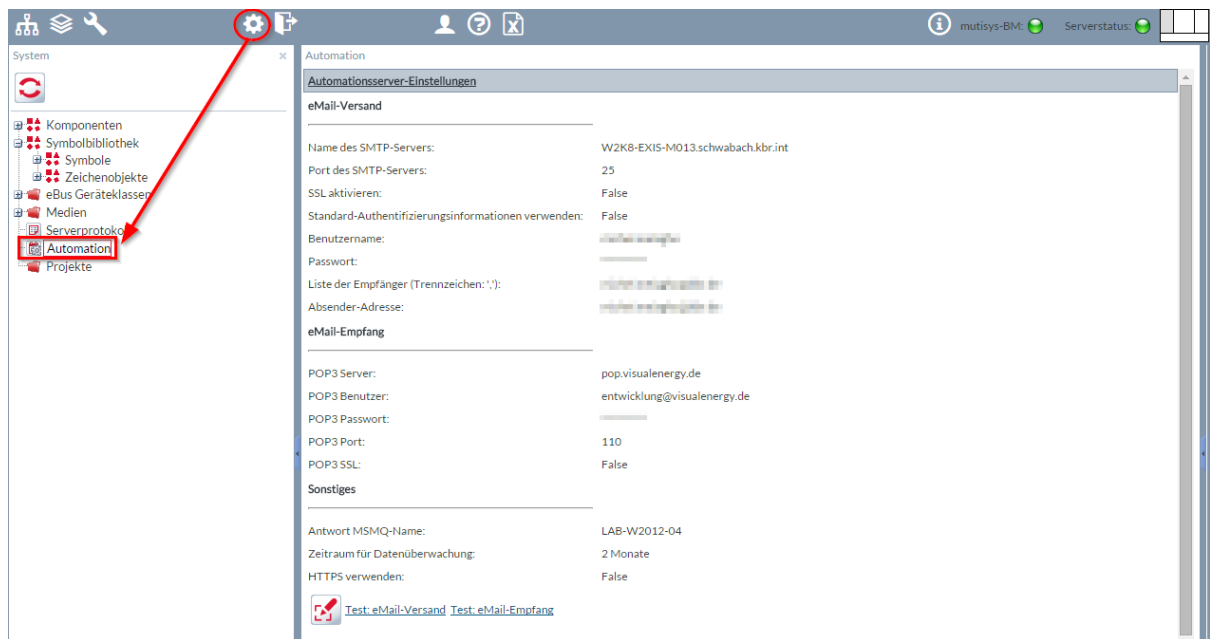 mutisys-BM:
Serverstatus:
System
Komponenten
Symbolbibliothek
Symbole
Zeichenobjekte
eBus Geräteklassen
Medien
Serverprotoko
Automation
Projekte
Automation
Automationsserver-Einstellungen
eMail-Versand
Name des SMTP-Servers: W2K8-EXIS-M013.schwabach.kbr.int
Port des SMTP-Servers: 25
SSL aktivieren: False
Standard-Authentifizierungsinformationen verwenden: False
Benutzername:
Passwort:
Liste der Empfänger (Trennzeichen: ','):
Absender-Adresse:
eMail-Empfang
POP3 Server: pop.visualenergy.de
POP3 Benutzer: entwicklung@visualenergy.de
POP3 Passwort:
POP3 Port: 110
POP3 SSL: False
Sonstiges
Antwort MSMQ-Name: LAB-W2012-04
Zeitraum für Datenüberwachung: 2 Monate
HTTPS verwenden: False
Test: eMail-Versand Test: eMail-Empfang